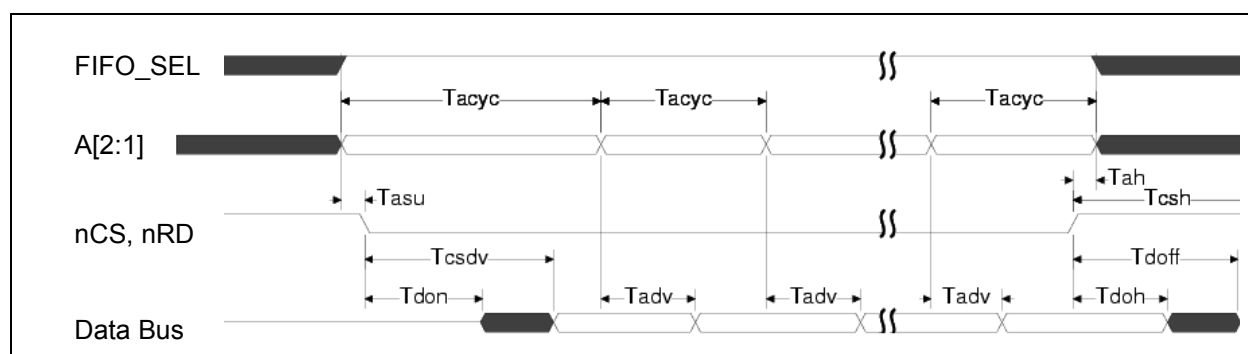 FIFO_SEL
Tacyc Tacyc Tacyc
A[2:1]
Tah
Tasu Tcsh
nCS, nRD
Tcsdv Tdoff
Tdon Tadv Tadv Tadv Tdoh
Data Bus